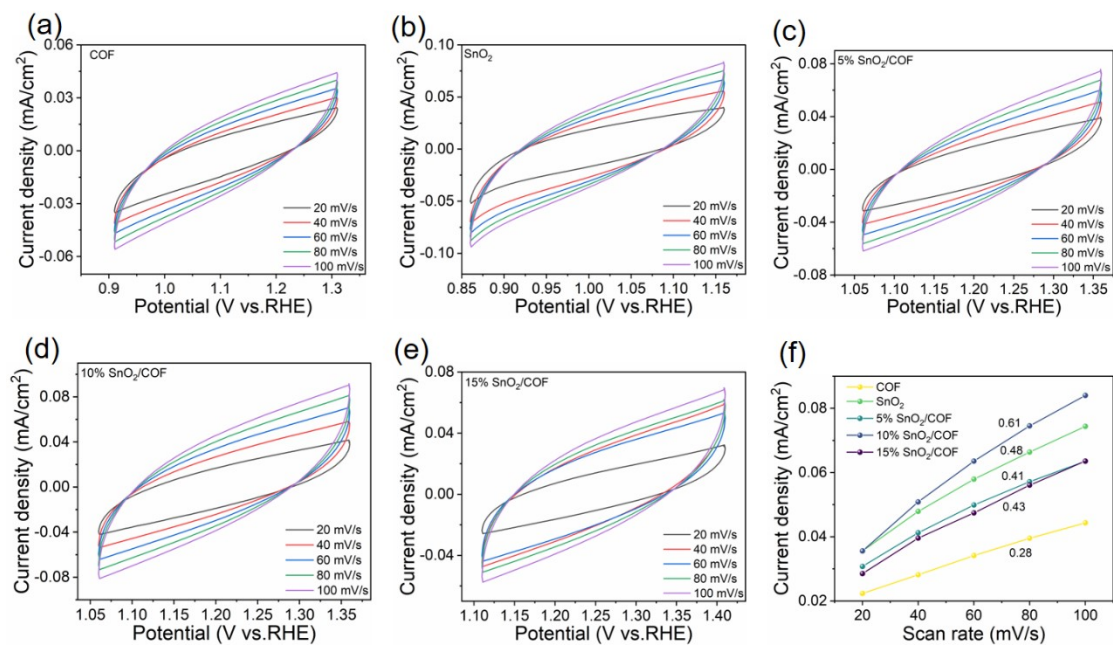 (a)
COF
0.06
0.03
0.00
-0.03
-0.06
Current density (mA/cm²)
20 mV/s
40 mV/s
60 mV/s
80 mV/s
100 mV/s
0.9
1.0
1.1
1.2
1.3
Potential (V vs.RHE)
(b)
SnO₂
0.10
0.05
0.00
-0.05
-0.10
Current density (mA/cm²)
20 mV/s
40 mV/s
60 mV/s
80 mV/s
100 mV/s
0.85
0.90
0.95
1.00
1.05
1.10
1.15
Potential (V vs.RHE)
(c)
5% SnO₂/COF
0.08
0.04
0.00
-0.04
-0.08
Current density (mA/cm²)
20 mV/s
40 mV/s
60 mV/s
80 mV/s
100 mV/s
1.05
1.10
1.15
1.20
1.25
1.30
1.35
Potential (V vs.RHE)
(d)
10% SnO₂/COF
0.08
0.04
0.00
-0.04
-0.08
Current density (mA/cm²)
20 mV/s
40 mV/s
60 mV/s
80 mV/s
100 mV/s
1.05
1.10
1.15
1.20
1.25
1.30
1.35
Potential (V vs.RHE)
(e)
15% SnO₂/COF
0.08
0.04
0.00
-0.04
Current density (mA/cm²)
20 mV/s
40 mV/s
60 mV/s
80 mV/s
100 mV/s
1.10
1.15
1.20
1.25
1.30
1.35
1.40
Potential (V vs.RHE)
(f)
COF
SnO₂
5% SnO₂/COF
10% SnO₂/COF
15% SnO₂/COF
0.61
0.48
0.41
0.43
0.28
0.08
0.06
0.04
0.02
Current density (mA/cm²)
20
40
60
80
100
Scan rate (mV/s)